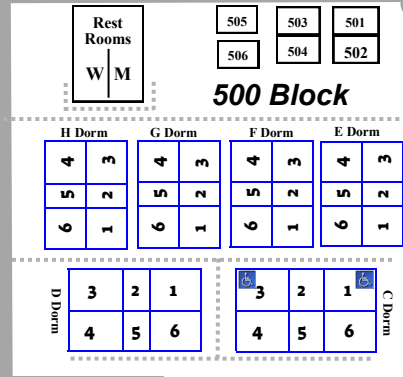 Rest
Rooms
W M
505 503 501
506 504 502
500 Block
H Dorm G Dorm F Dorm E Dorm
4 3 4 3 4 3 4 3
5 2 5 2 5 2 5 2
6 1 6 1 6 1 6 1
D Dorm
3 2 1
4 5 6
3 2 1
4 5 6
C Dorm